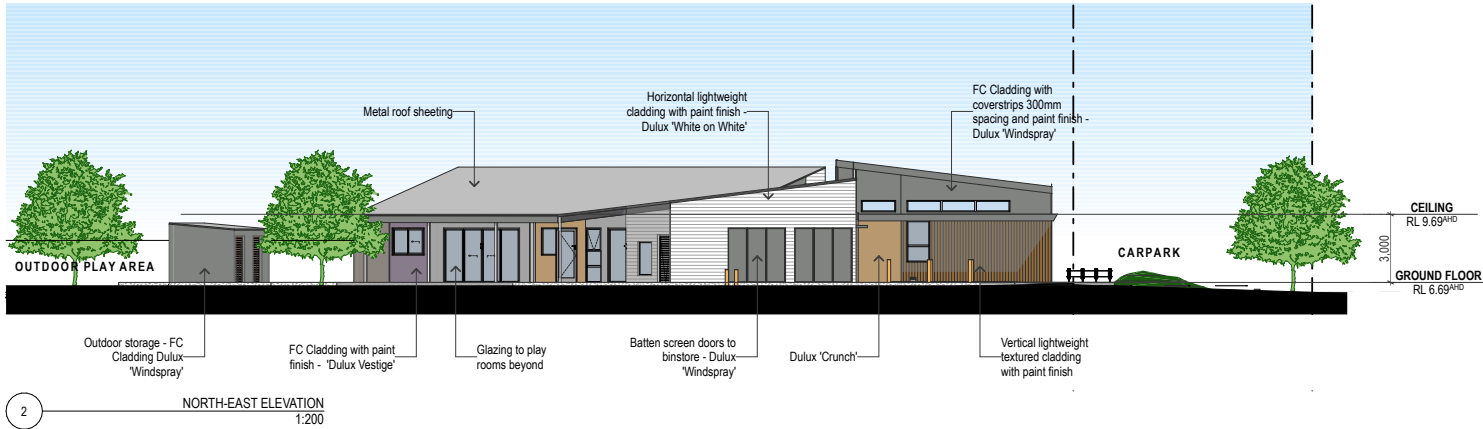 Metal roof sheeting
Horizontal lightweight
cladding with paint finish -
Dulux 'White on White'
FC Cladding with
coverstrips 300mm
spacing and paint finish -
Dulux 'Windspray'
CEILING
RL 9.69AHD
3,000
OUTDOOR PLAY AREA
CARPARK
GROUND FLOOR
RL 6.69AHD
Outdoor storage - FC
Cladding Dulux
'Windspray'
FC Cladding with paint
finish - 'Dulux Vestige'
Glazing to play
rooms beyond
Batten screen doors to
binstore - Dulux
'Windspray'
Dulux 'Crunch'
Vertical lightweight
textured cladding
with paint finish
2
NORTH-EAST ELEVATION
1:200